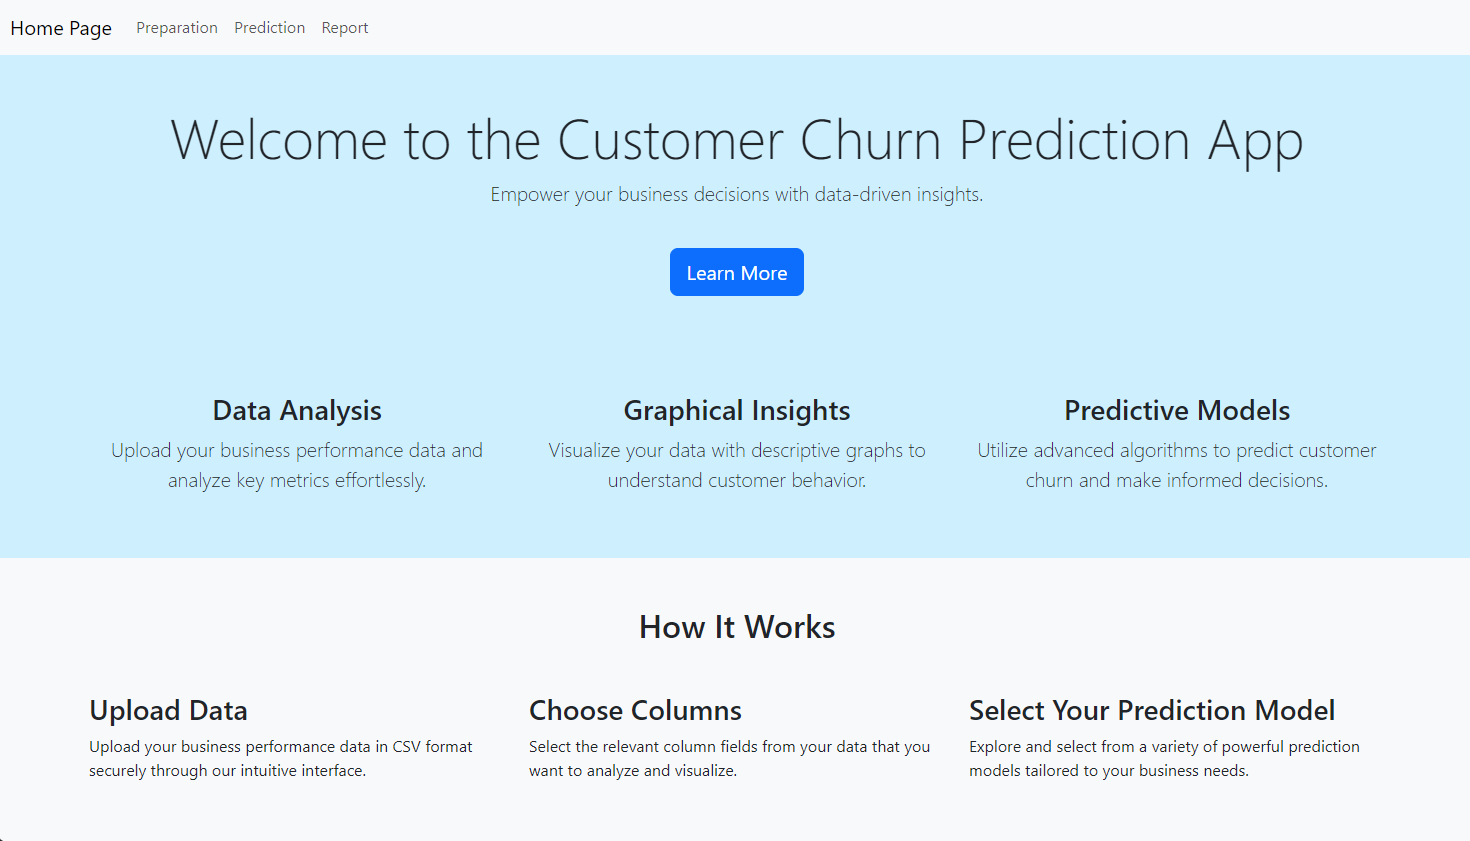 Home Page Preparation Prediction Report
Welcome to the Customer Churn Prediction App
Empower your business decisions with data-driven insights.
Learn More
Data Analysis
Upload your business performance data and
analyze key metrics effortlessly.
Graphical Insights
Visualize your data with descriptive graphs to
understand customer behavior.
Predictive Models
Utilize advanced algorithms to predict customer
churn and make informed decisions.
How It Works
Upload Data
Upload your business performance data in CSV format
securely through our intuitive interface.
Choose Columns
Select the relevant column fields from your data that you
want to analyze and visualize.
Select Your Prediction Model
Explore and select from a variety of powerful prediction
models tailored to your business needs.